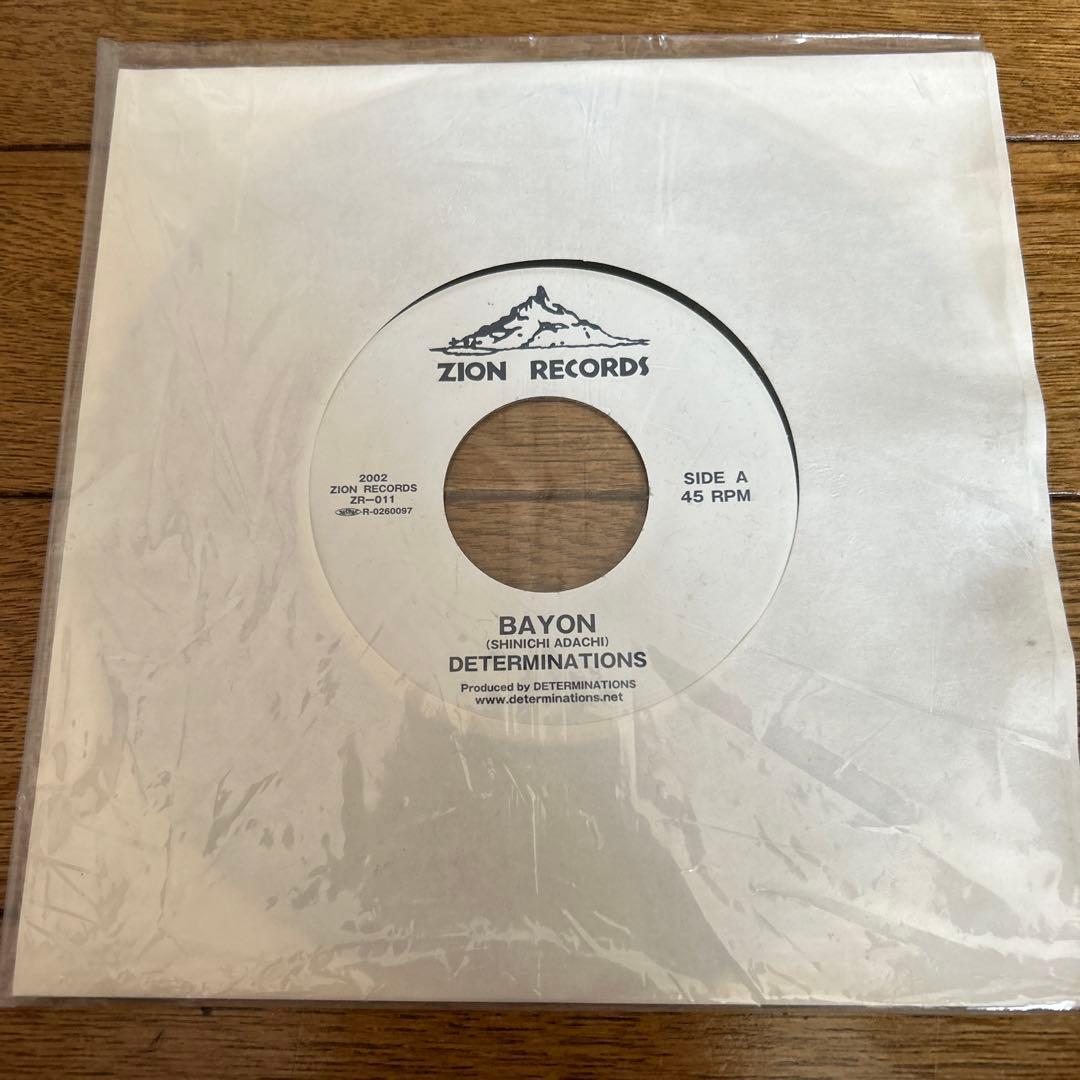 ZION RECORDS
2002
ZION RECORDS
ZR-011
R-0260097
SIDE A
45 RPM
BAYON
(SHINICHI ADACHI)
DETERMINATIONS
Produced by DETERMINATIONS
www.determinations.net